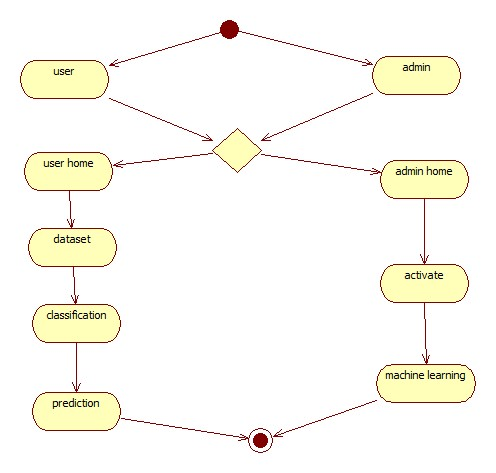 user
admin
user home
admin home
dataset
activate
classification
machine learning
prediction